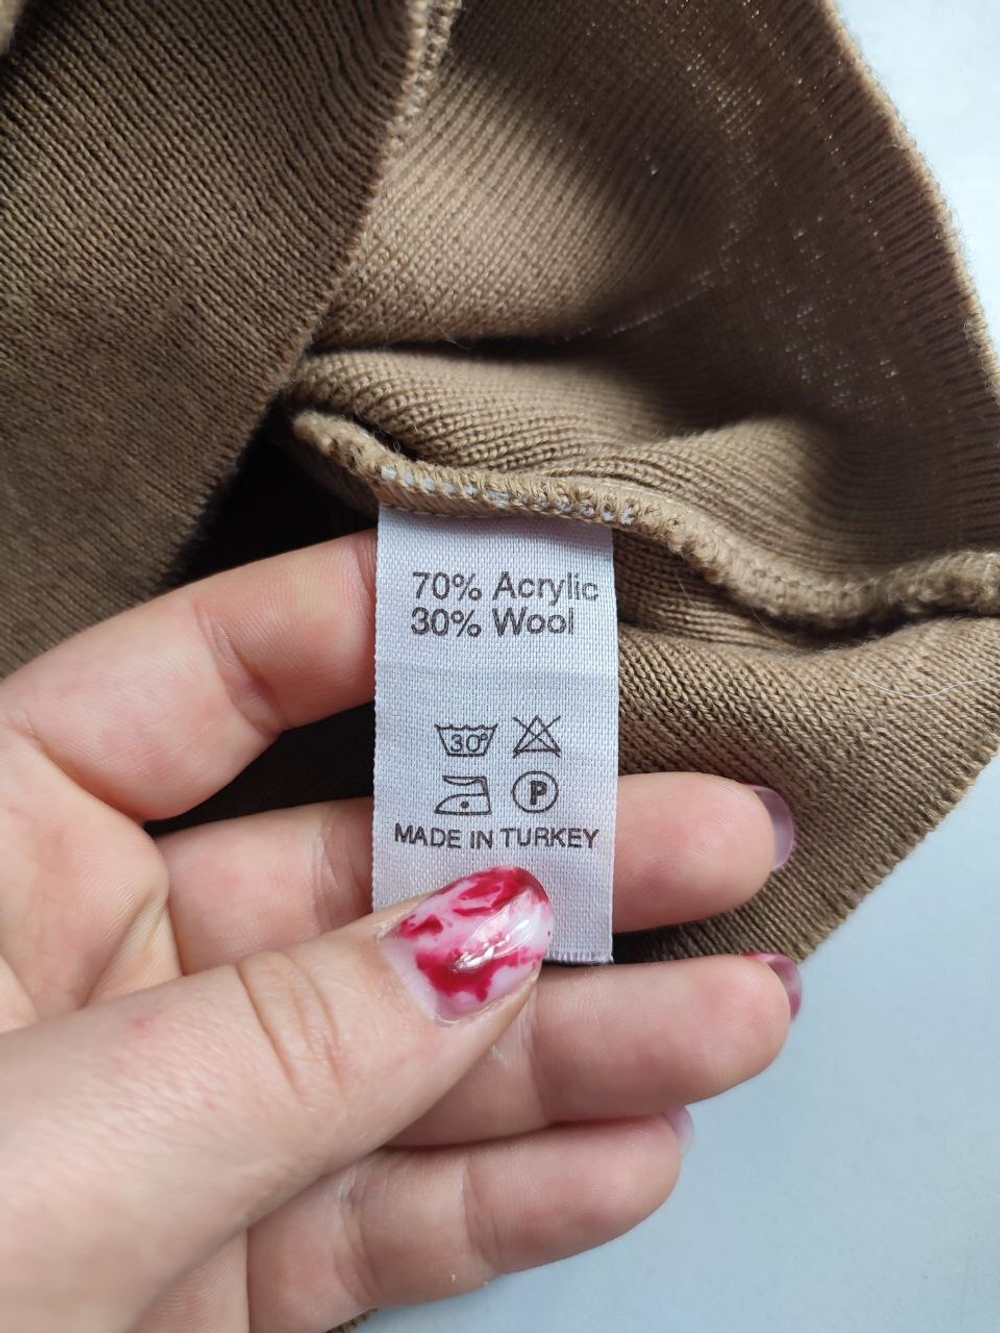 70% Acrylic
30% Wool
30°
P
MADE IN TURKEY